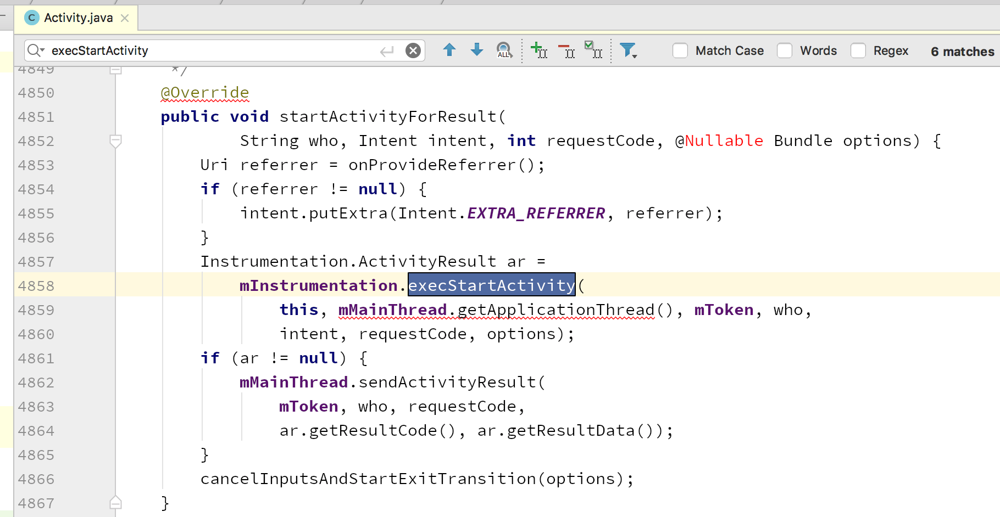 C Activity.java
execStartActivity ALL II II II Match Case Words Regex 6 matches
4849 */
4850 @Override
4851 public void startActivityForResult(
4852 String who, Intent intent, int requestCode, @Nullable Bundle options) {
4853 Uri referrer = onProvideReferrer();
4854 if (referrer != null) {
4855 intent.putExtra(Intent.EXTRA_REFERRER, referrer);
4856 }
4857 Instrumentation.ActivityResult ar =
4858 mInstrumentation.execStartActivity(
4859 this, mMainThread.getApplicationThread(), mToken, who,
4860 intent, requestCode, options);
4861 if (ar != null) {
4862 mMainThread.sendActivityResult(
4863 mToken, who, requestCode,
4864 ar.getResultCode(), ar.getResultData());
4865 }
4866 cancelInputsAndStartExitTransition(options);
4867 }